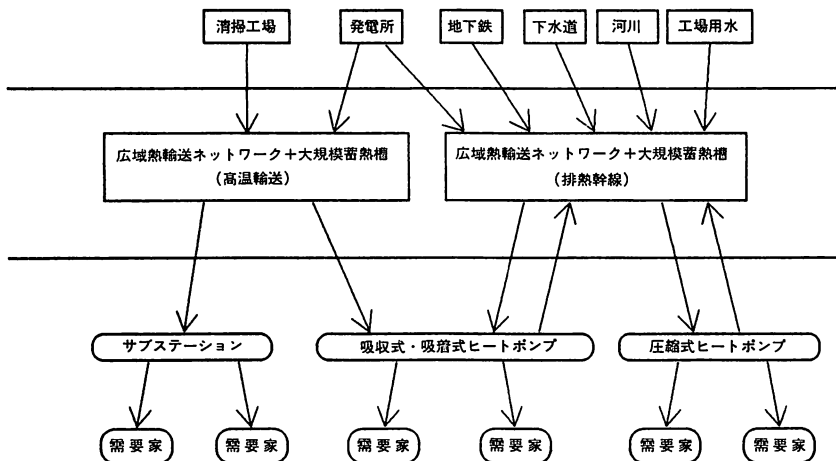 清掃工場
発電所
地下鉄
下水道
河川
工場用水
広域熱輸送ネットワーク+大規模蓄熱槽
(高温輸送)
広域熱輸送ネットワーク+大規模蓄熱槽
(排熱幹線)
サブステーション
吸収式・吸着式ヒートポンプ
圧縮式ヒートポンプ
需要家
需要家
需要家
需要家
需要家
需要家